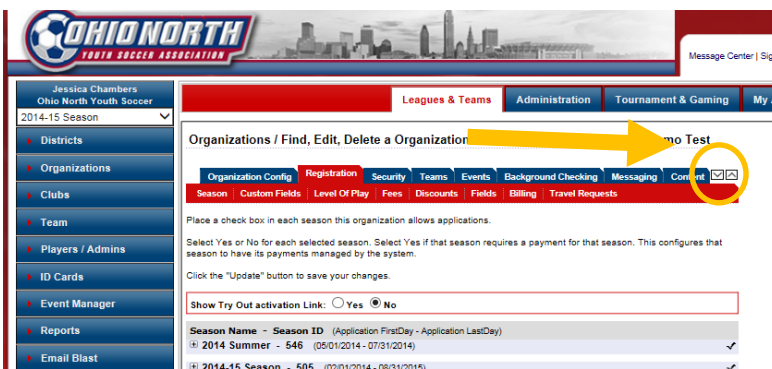 OHIO NORTH
YOUTH SOCCER ASSOCIATION
Message Center | Sig
Jessica Chambers
Ohio North Youth Soccer
2014-15 Season
Leagues & Teams Administration Tournament & Gaming My
Districts
Organizations
Clubs
Team
Players / Admins
ID Cards
Event Manager
Reports
Email Blast
Organizations / Find, Edit, Delete a Organization mo Test
Organization Config Registration Security Teams Events Background Checking Messaging Content
Season Custom Fields Level Of Play Fees Discounts Fields Billing Travel Requests
Place a check box in each season this organization allows applications.
Select Yes or No for each selected season. Select Yes if that season requires a payment for that season. This configures that
season to have its payments managed by the system.
Click the "Update" button to save your changes.
Show Try Out activation Link: Yes No
Season Name - Season ID (Application FirstDay - Application LastDay)
2014 Summer - 546 (05/01/2014 - 07/31/2014)
2014-15 Season - 505 (02/01/2014 - 08/31/2015)